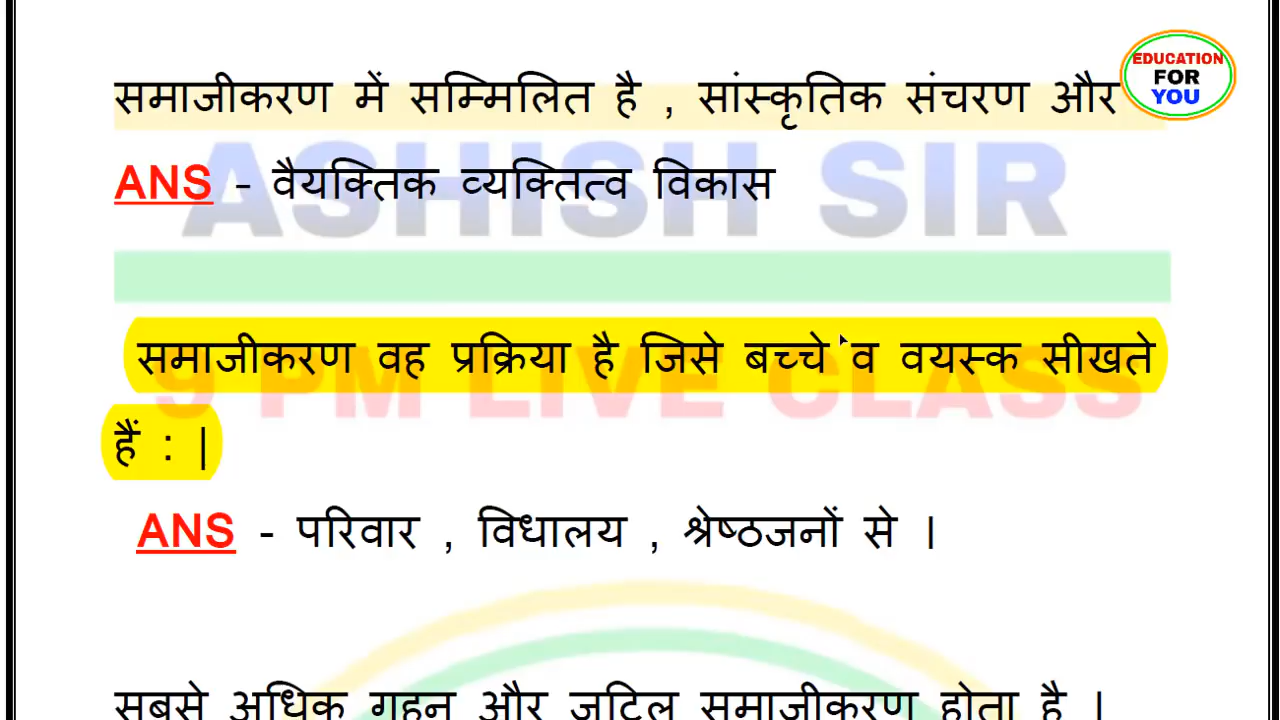 EDUCATION
FOR
YOU
समाजीकरण में सम्मिलित है , सांस्कृतिक संचरण और
ANS - वैयक्तिक व्यक्तित्व विकास
ASHISH SIR
समाजीकरण वह प्रक्रिया है जिसे बच्चे व वयस्क सीखते
9 PM LIVE CLASS
हैं : |
ANS - परिवार , विधालय , श्रेष्ठजनों से ।
सबसे अधिक गहन और जटिल समाजीकरण होता है ।